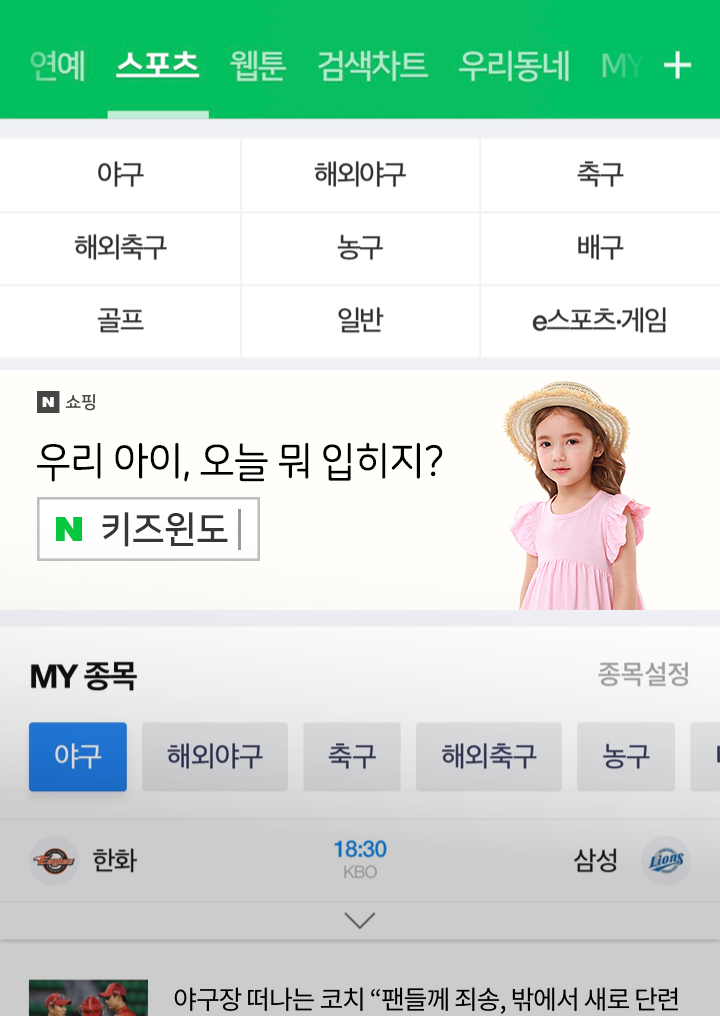 연예 스포츠 웹툰 검색차트 우리동네 MY +
야구 해외야구 축구
해외축구 농구 배구
골프 일반 e스포츠·게임
N 쇼핑
우리 아이, 오늘 뭐 입히지?
N 키즈윈도
MY 종목 종목설정
야구 해외야구 축구 해외축구 농구
Eagles 한화 18:30 삼성 Lions
KBO
야구장 떠나는 코치 “팬들께 죄송, 밖에서 새로 단련